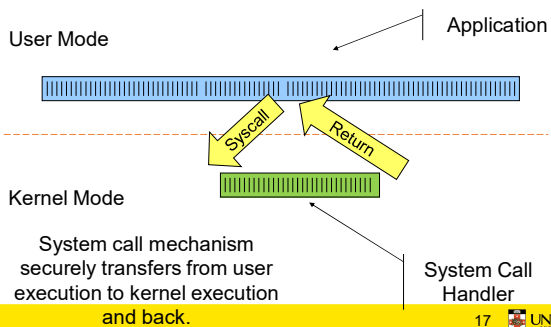 User Mode
Application
Syscall
Return
Kernel Mode
System call mechanism
securely transfers from user
execution to kernel execution
and back.
System Call
Handler
17
UN